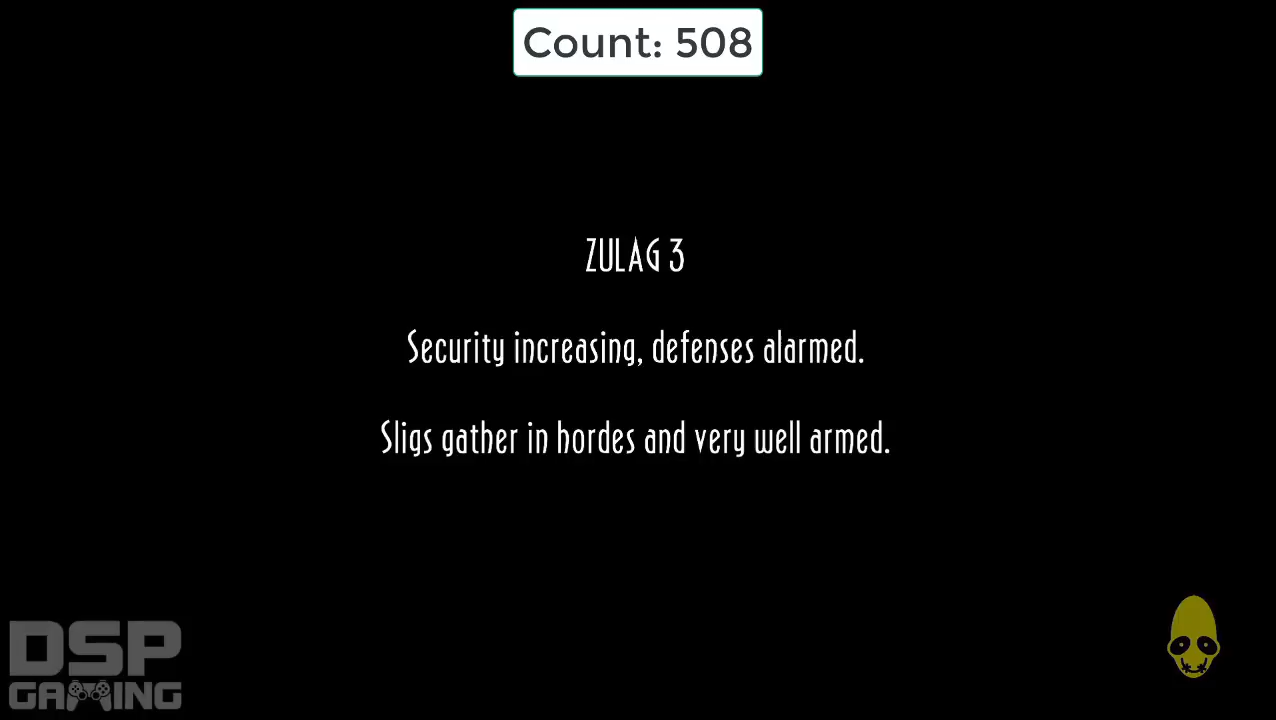 Count: 508
ZULAG 3
Security increasing, defenses alarmed.
Sligs gather in hordes and very well armed.
DSP
GAMING